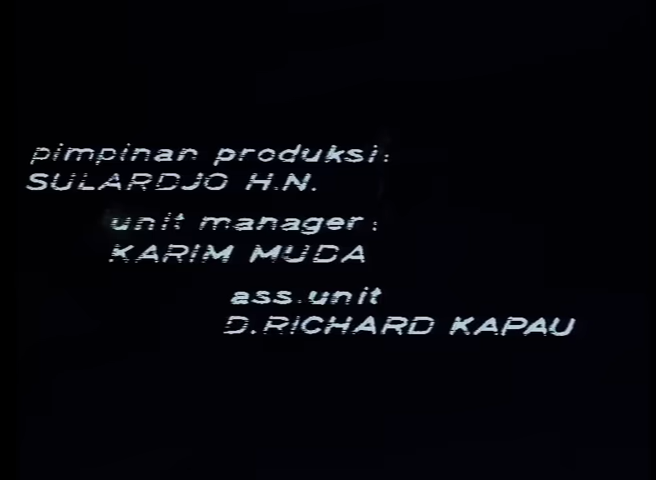 pimpinan produksi:
SULARDJO H.N.
unit manager:
KARIM MUDA
ass.unit
D.RICHARD KAPAU